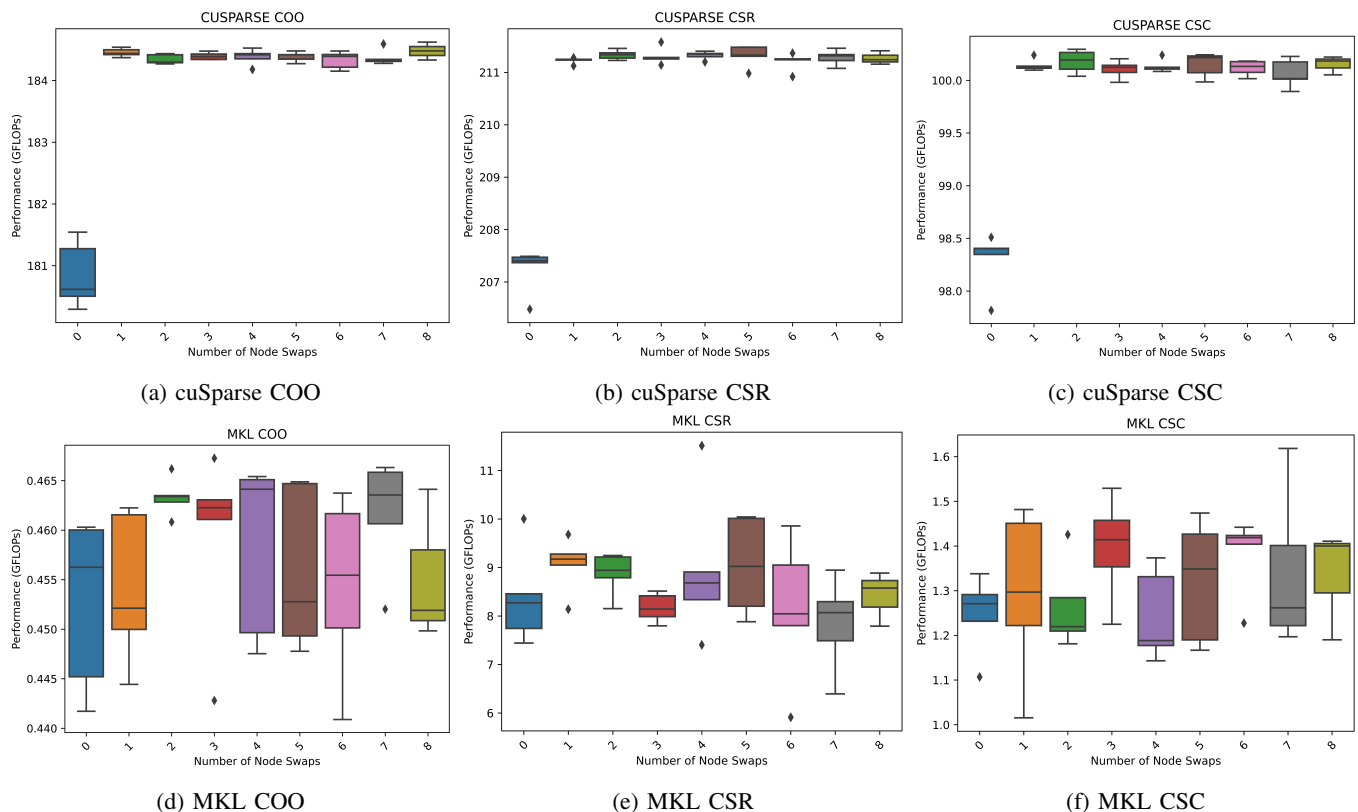 CUSPARSE COO
Performance (GFLOPs)
184
183
182
181
0 1 2 3 4 5 6 7 8
Number of Node Swaps
(a) cuSparse COO
CUSPARSE CSR
Performance (GFLOPs)
211
210
209
208
207
0 1 2 3 4 5 6 7 8
Number of Node Swaps
(b) cuSparse CSR
CUSPARSE CSC
Performance (GFLOPs)
100.0
99.5
99.0
98.5
98.0
0 1 2 3 4 5 6 7 8
Number of Node Swaps
(c) cuSparse CSC
MKL COO
Performance (GFLOPs)
0.465
0.460
0.455
0.450
0.445
0.440
0 1 2 3 4 5 6 7 8
Number of Node Swaps
(d) MKL COO
MKL CSR
Performance (GFLOPs)
11
10
9
8
7
6
0 1 2 3 4 5 6 7 8
Number of Node Swaps
(e) MKL CSR
MKL CSC
Performance (GFLOPs)
1.6
1.5
1.4
1.3
1.2
1.1
1.0
0 1 2 3 4 5 6 7 8
Number of Node Swaps
(f) MKL CSC